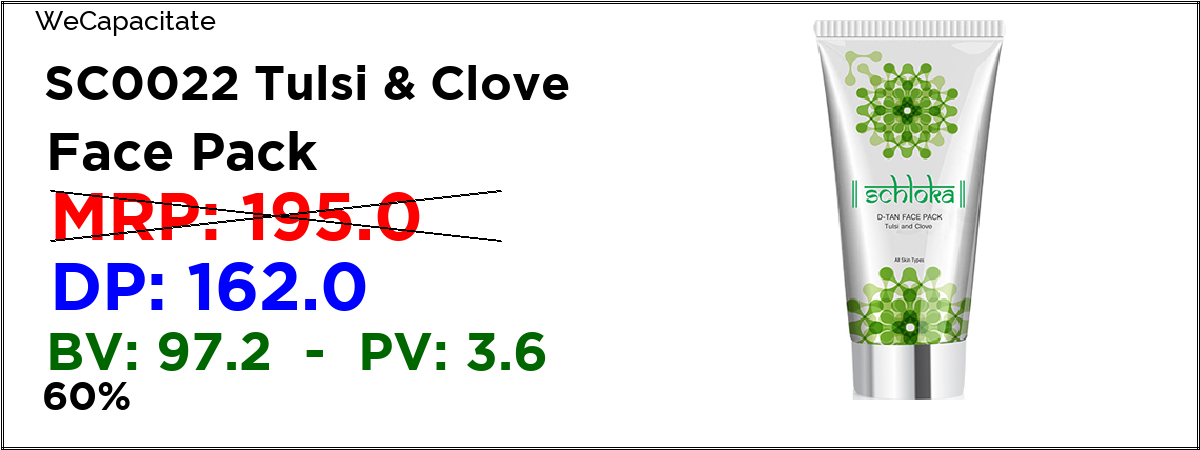 WeCapacitate
SC0022 Tulsi & Clove
Face Pack
MRP: 195.0
DP: 162.0
BV: 97.2 - PV: 3.6
60%
|| schloka ||
D-TAN FACE PACK
Tulsi and Clove
All Skin Types